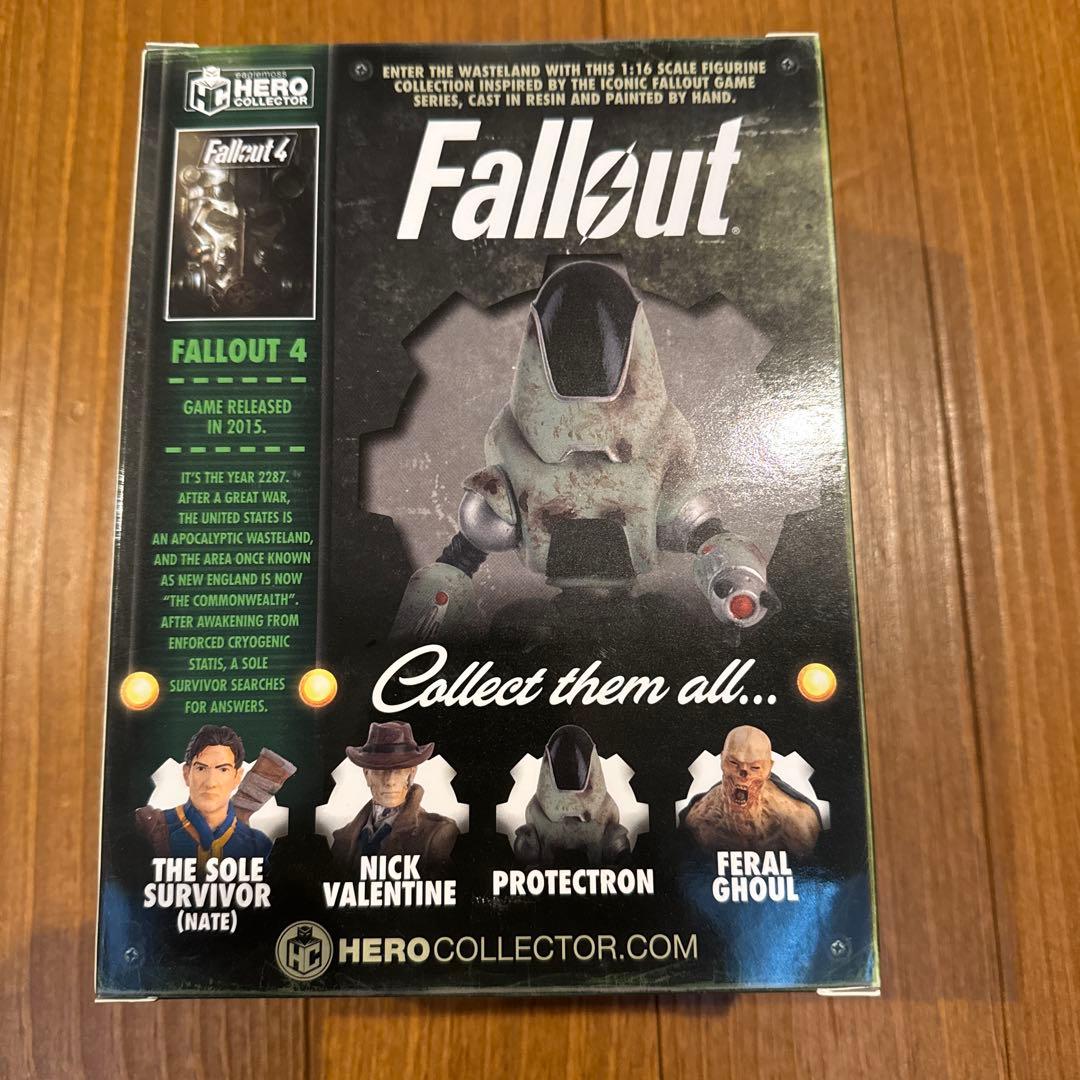 eaglemoss
HERO
COLLECTOR
ENTER THE WASTELAND WITH THIS 1:16 SCALE FIGURINE
COLLECTION INSPIRED BY THE ICONIC FALLOUT GAME
SERIES, CAST IN RESIN AND PAINTED BY HAND.
Fallout®
Fallout 4
FALLOUT 4
GAME RELEASED
IN 2015.
IT'S THE YEAR 2287.
AFTER A GREAT WAR,
THE UNITED STATES IS
AN APOCALYPTIC WASTELAND,
AND THE AREA ONCE KNOWN
AS NEW ENGLAND IS NOW
"THE COMMONWEALTH".
AFTER AWAKENING FROM
ENFORCED CRYOGENIC
STATIS, A SOLE
SURVIVOR SEARCHES
FOR ANSWERS.
Collect them all...
THE SOLE
SURVIVOR
(NATE)
NICK
VALENTINE
PROTECTRON
FERAL
GHOUL
HC HEROCOLLECTOR.COM